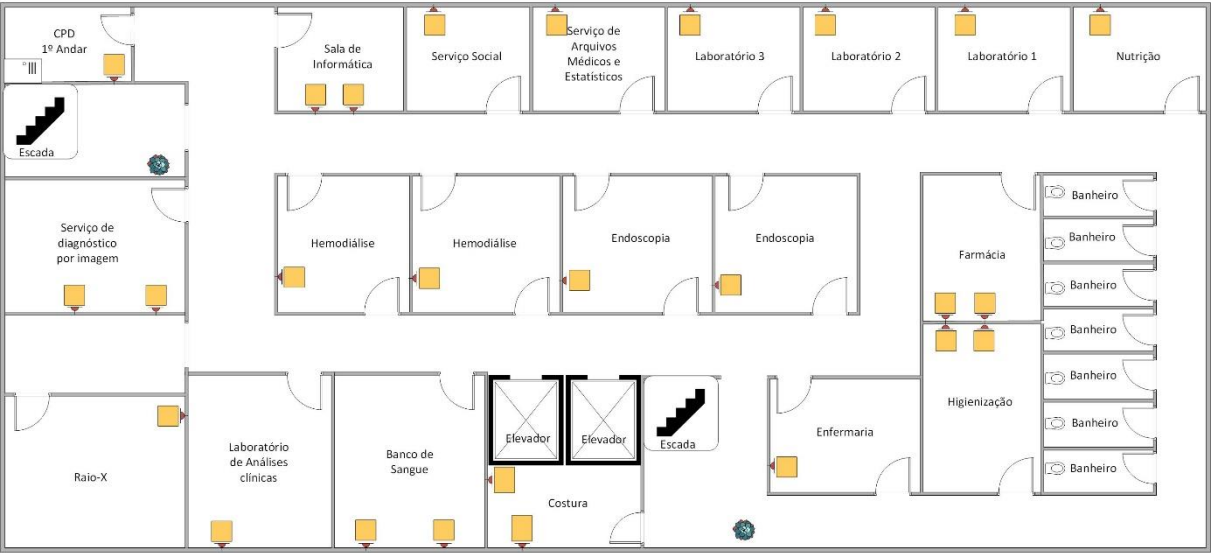 CPD
1º Andar
Sala de
Informática
Serviço Social
Serviço de
Arquivos
Médicos e
Estatísticos
Laboratório 3
Laboratório 2
Laboratório 1
Nutrição
Escada
Serviço de
diagnóstico
por imagem
Hemodiálise
Hemodiálise
Endoscopia
Endoscopia
Farmácia
Banheiro
Banheiro
Banheiro
Banheiro
Banheiro
Banheiro
Banheiro
Raio-X
Laboratório
de Análises
clínicas
Banco de
Sangue
Elevador
Elevador
Escada
Costura
Enfermaria
Higienização